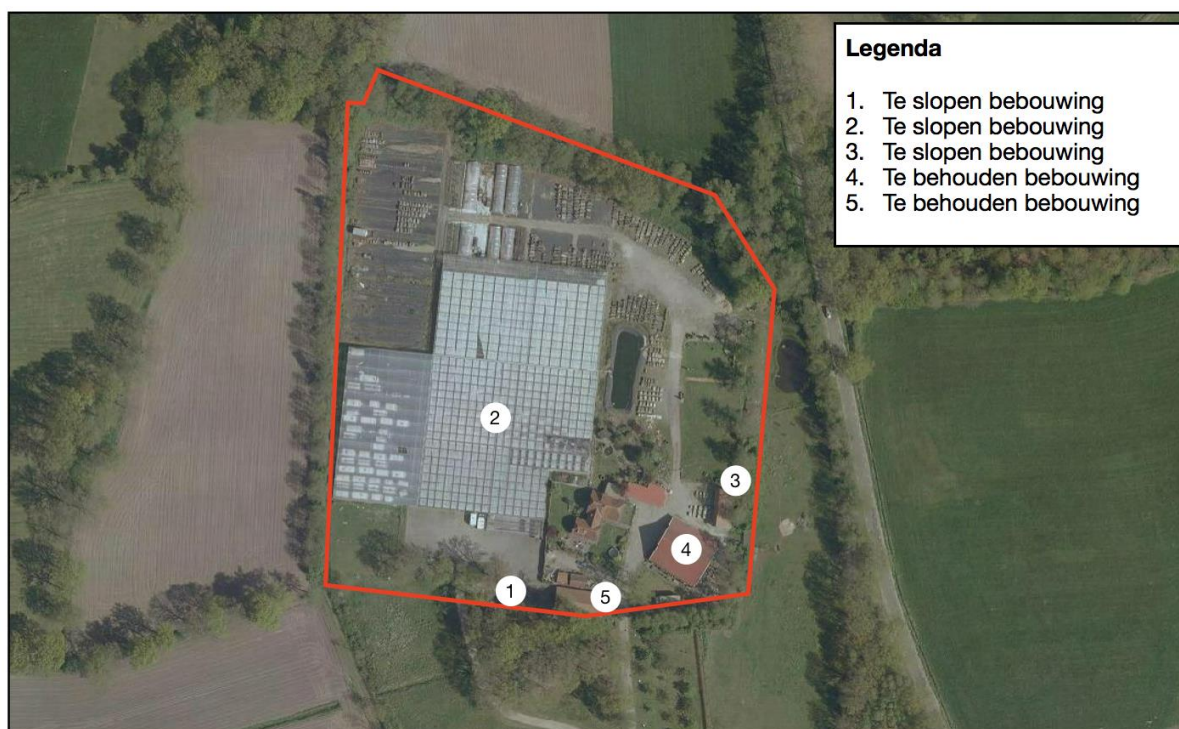 Legenda
1. Te slopen bebouwing
2. Te slopen bebouwing
3. Te slopen bebouwing
4. Te behouden bebouwing
5. Te behouden bebouwing
2
3
4
1
5